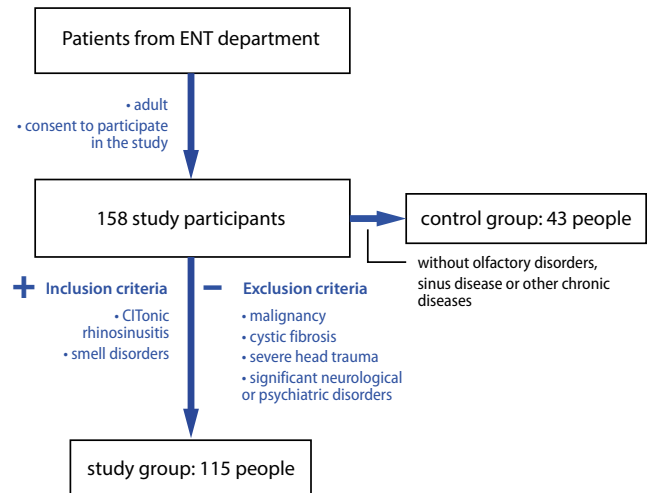 Patients from ENT department
• adult
• consent to participate
in the study
158 study participants
control group: 43 people
without olfactory disorders,
sinus disease or other chronic
diseases
+ Inclusion criteria
• CITonic
rhinosinusitis
• smell disorders
− Exclusion criteria
• malignancy
• cystic fibrosis
• severe head trauma
• significant neurological
or psychiatric disorders
study group: 115 people